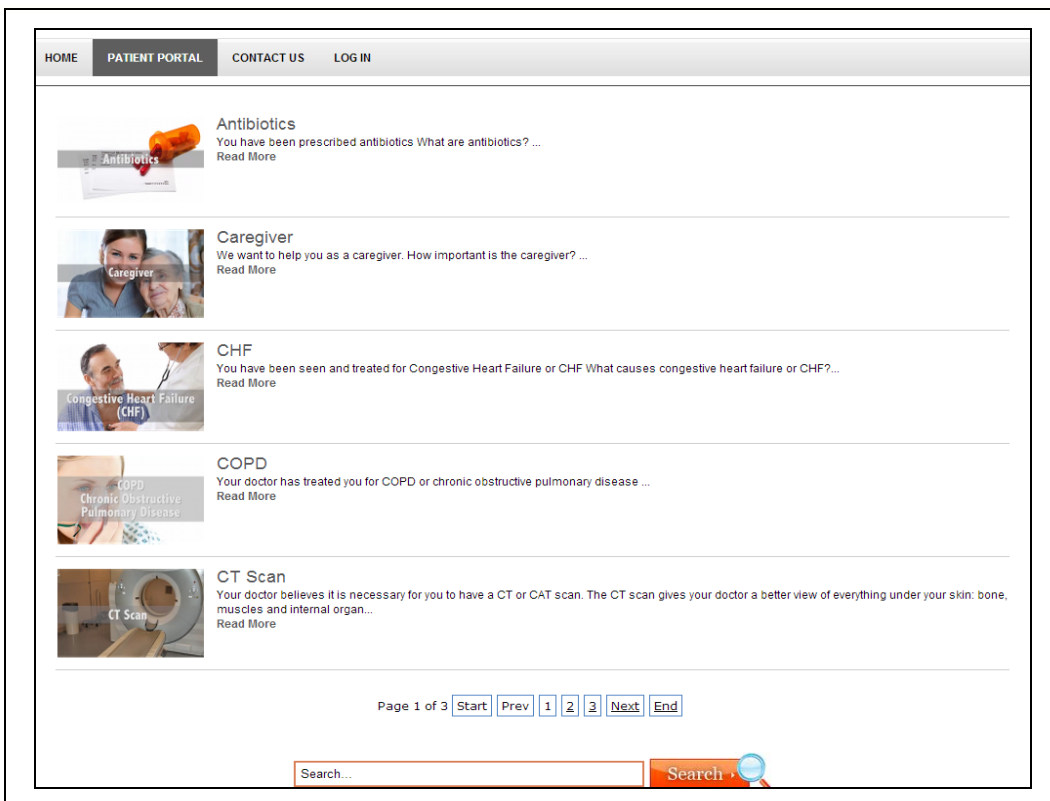 HOME PATIENT PORTAL CONTACT US LOG IN
Antibiotics
Antibiotics
You have been prescribed antibiotics What are antibiotics? ...
Read More
Caregiver
Caregiver
We want to help you as a caregiver. How important is the caregiver? ...
Read More
Congestive Heart Failure
(CHF)
CHF
You have been seen and treated for Congestive Heart Failure or CHF What causes congestive heart failure or CHF?...
Read More
COPD
Chronic Obstructive
Pulmonary Disease
COPD
Your doctor has treated you for COPD or chronic obstructive pulmonary disease ...
Read More
CT Scan
CT Scan
Your doctor believes it is necessary for you to have a CT or CAT scan. The CT scan gives your doctor a better view of everything under your skin: bone,
muscles and internal organ...
Read More
Page 1 of 3 Start Prev 1 2 3 Next End
Search... Search